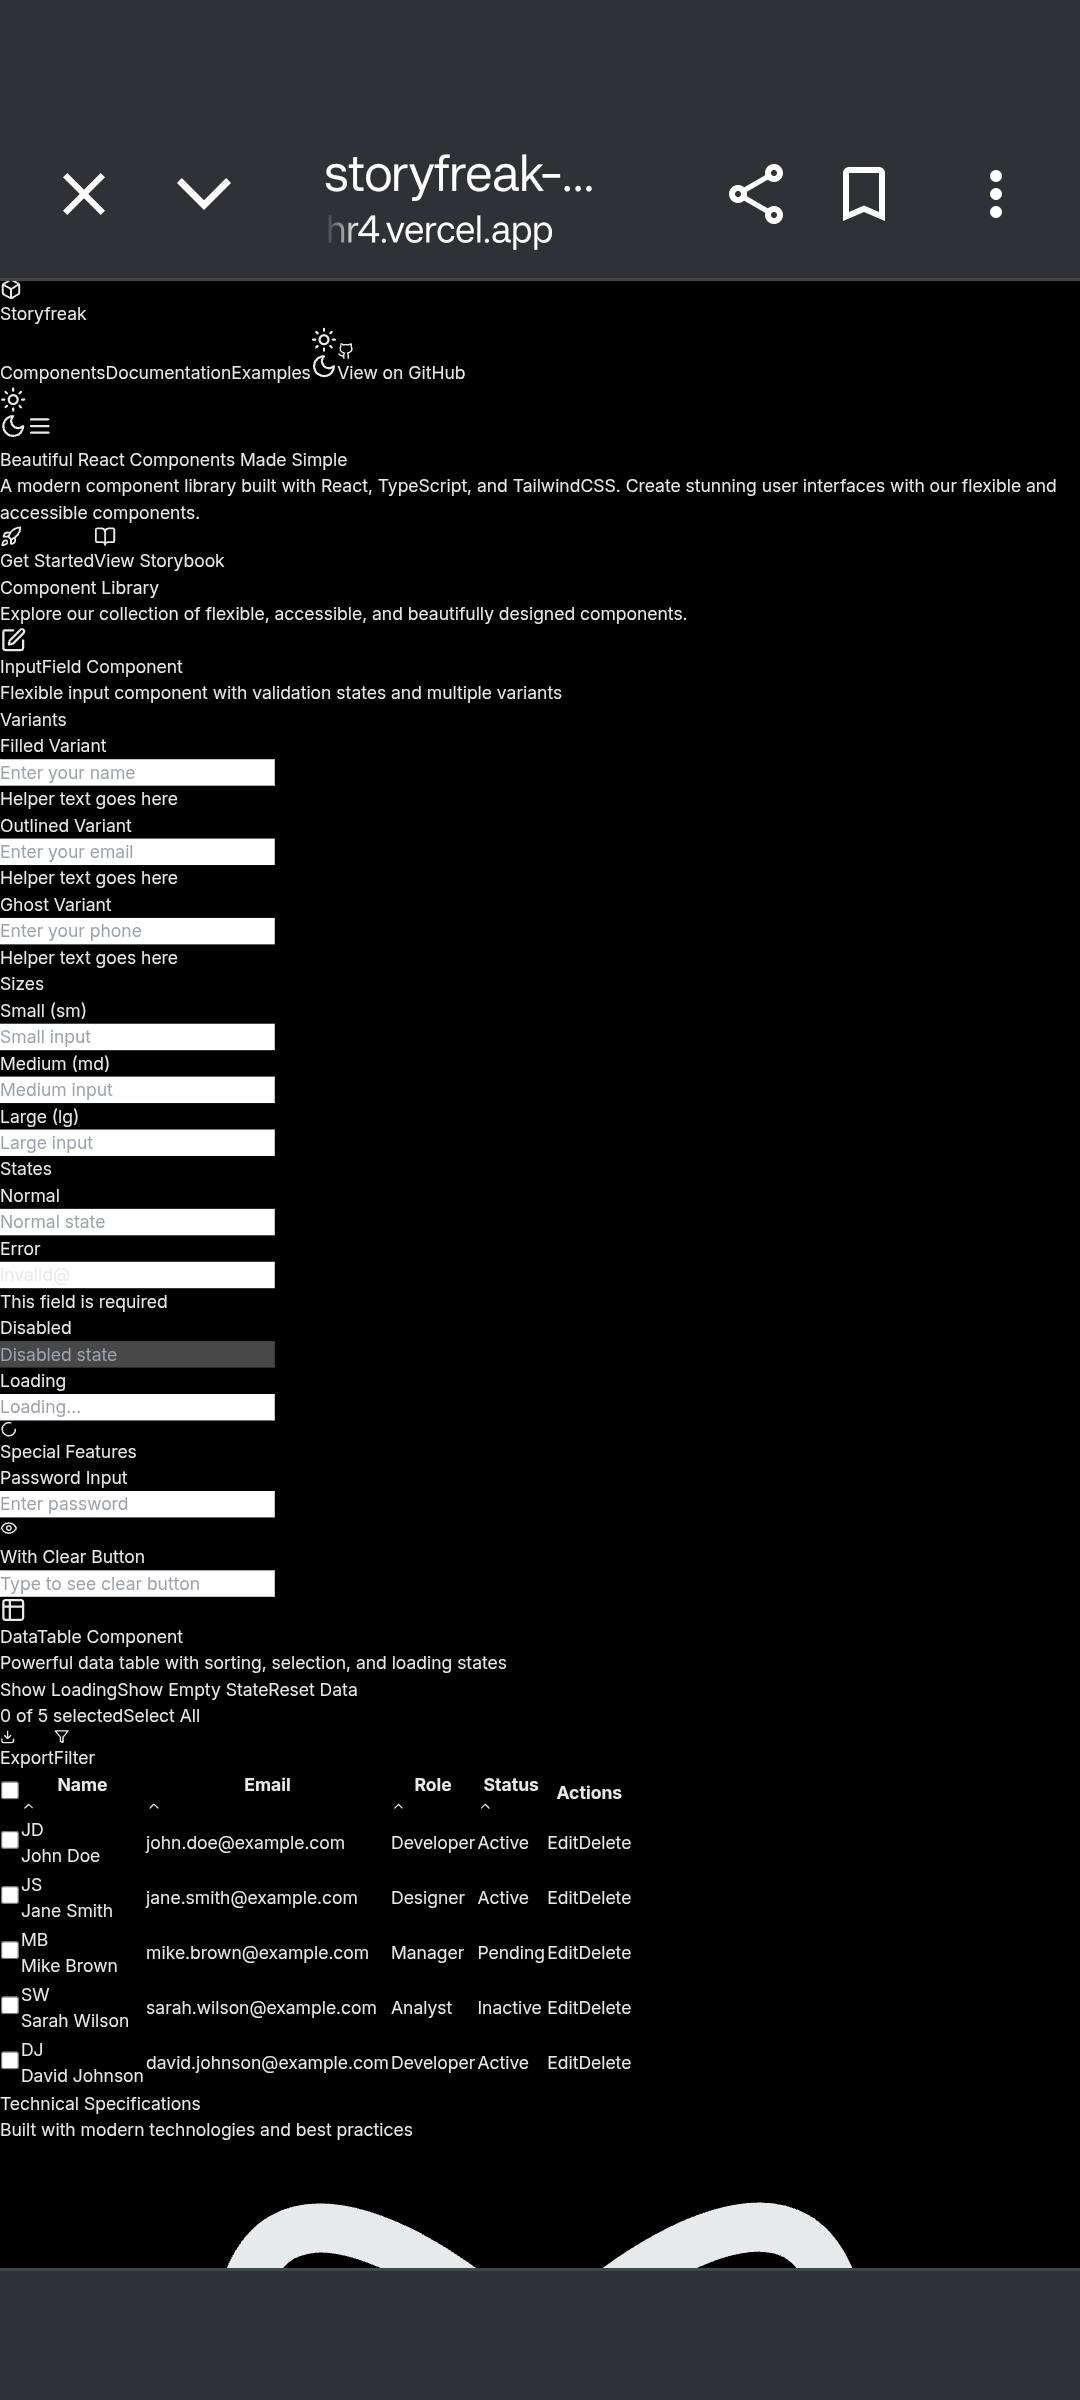 storyfreak-...
hr4.vercel.app
Storyfreak
ComponentsDocumentationExamples View on GitHub
Beautiful React Components Made Simple
A modern component library built with React, TypeScript, and TailwindCSS. Create stunning user interfaces with our flexible and
accessible components.
Get StartedView Storybook
Component Library
Explore our collection of flexible, accessible, and beautifully designed components.
InputField Component
Flexible input component with validation states and multiple variants
Variants
Filled Variant
Enter your name
Helper text goes here
Outlined Variant
Enter your email
Helper text goes here
Ghost Variant
Enter your phone
Helper text goes here
Sizes
Small (sm)
Small input
Medium (md)
Medium input
Large (lg)
Large input
States
Normal
Normal state
Error
invalid@
This field is required
Disabled
Disabled state
Loading
Loading...
Special Features
Password Input
Enter password
With Clear Button
Type to see clear button
DataTable Component
Powerful data table with sorting, selection, and loading states
Show LoadingShow Empty StateReset Data
0 of 5 selectedSelect All
ExportFilter
Name Email Role Status Actions
JD
John Doe john.doe@example.com Developer Active EditDelete
JS
Jane Smith jane.smith@example.com Designer Active EditDelete
MB
Mike Brown mike.brown@example.com Manager Pending EditDelete
SW
Sarah Wilson sarah.wilson@example.com Analyst Inactive EditDelete
DJ
David Johnson david.johnson@example.com Developer Active EditDelete
Technical Specifications
Built with modern technologies and best practices